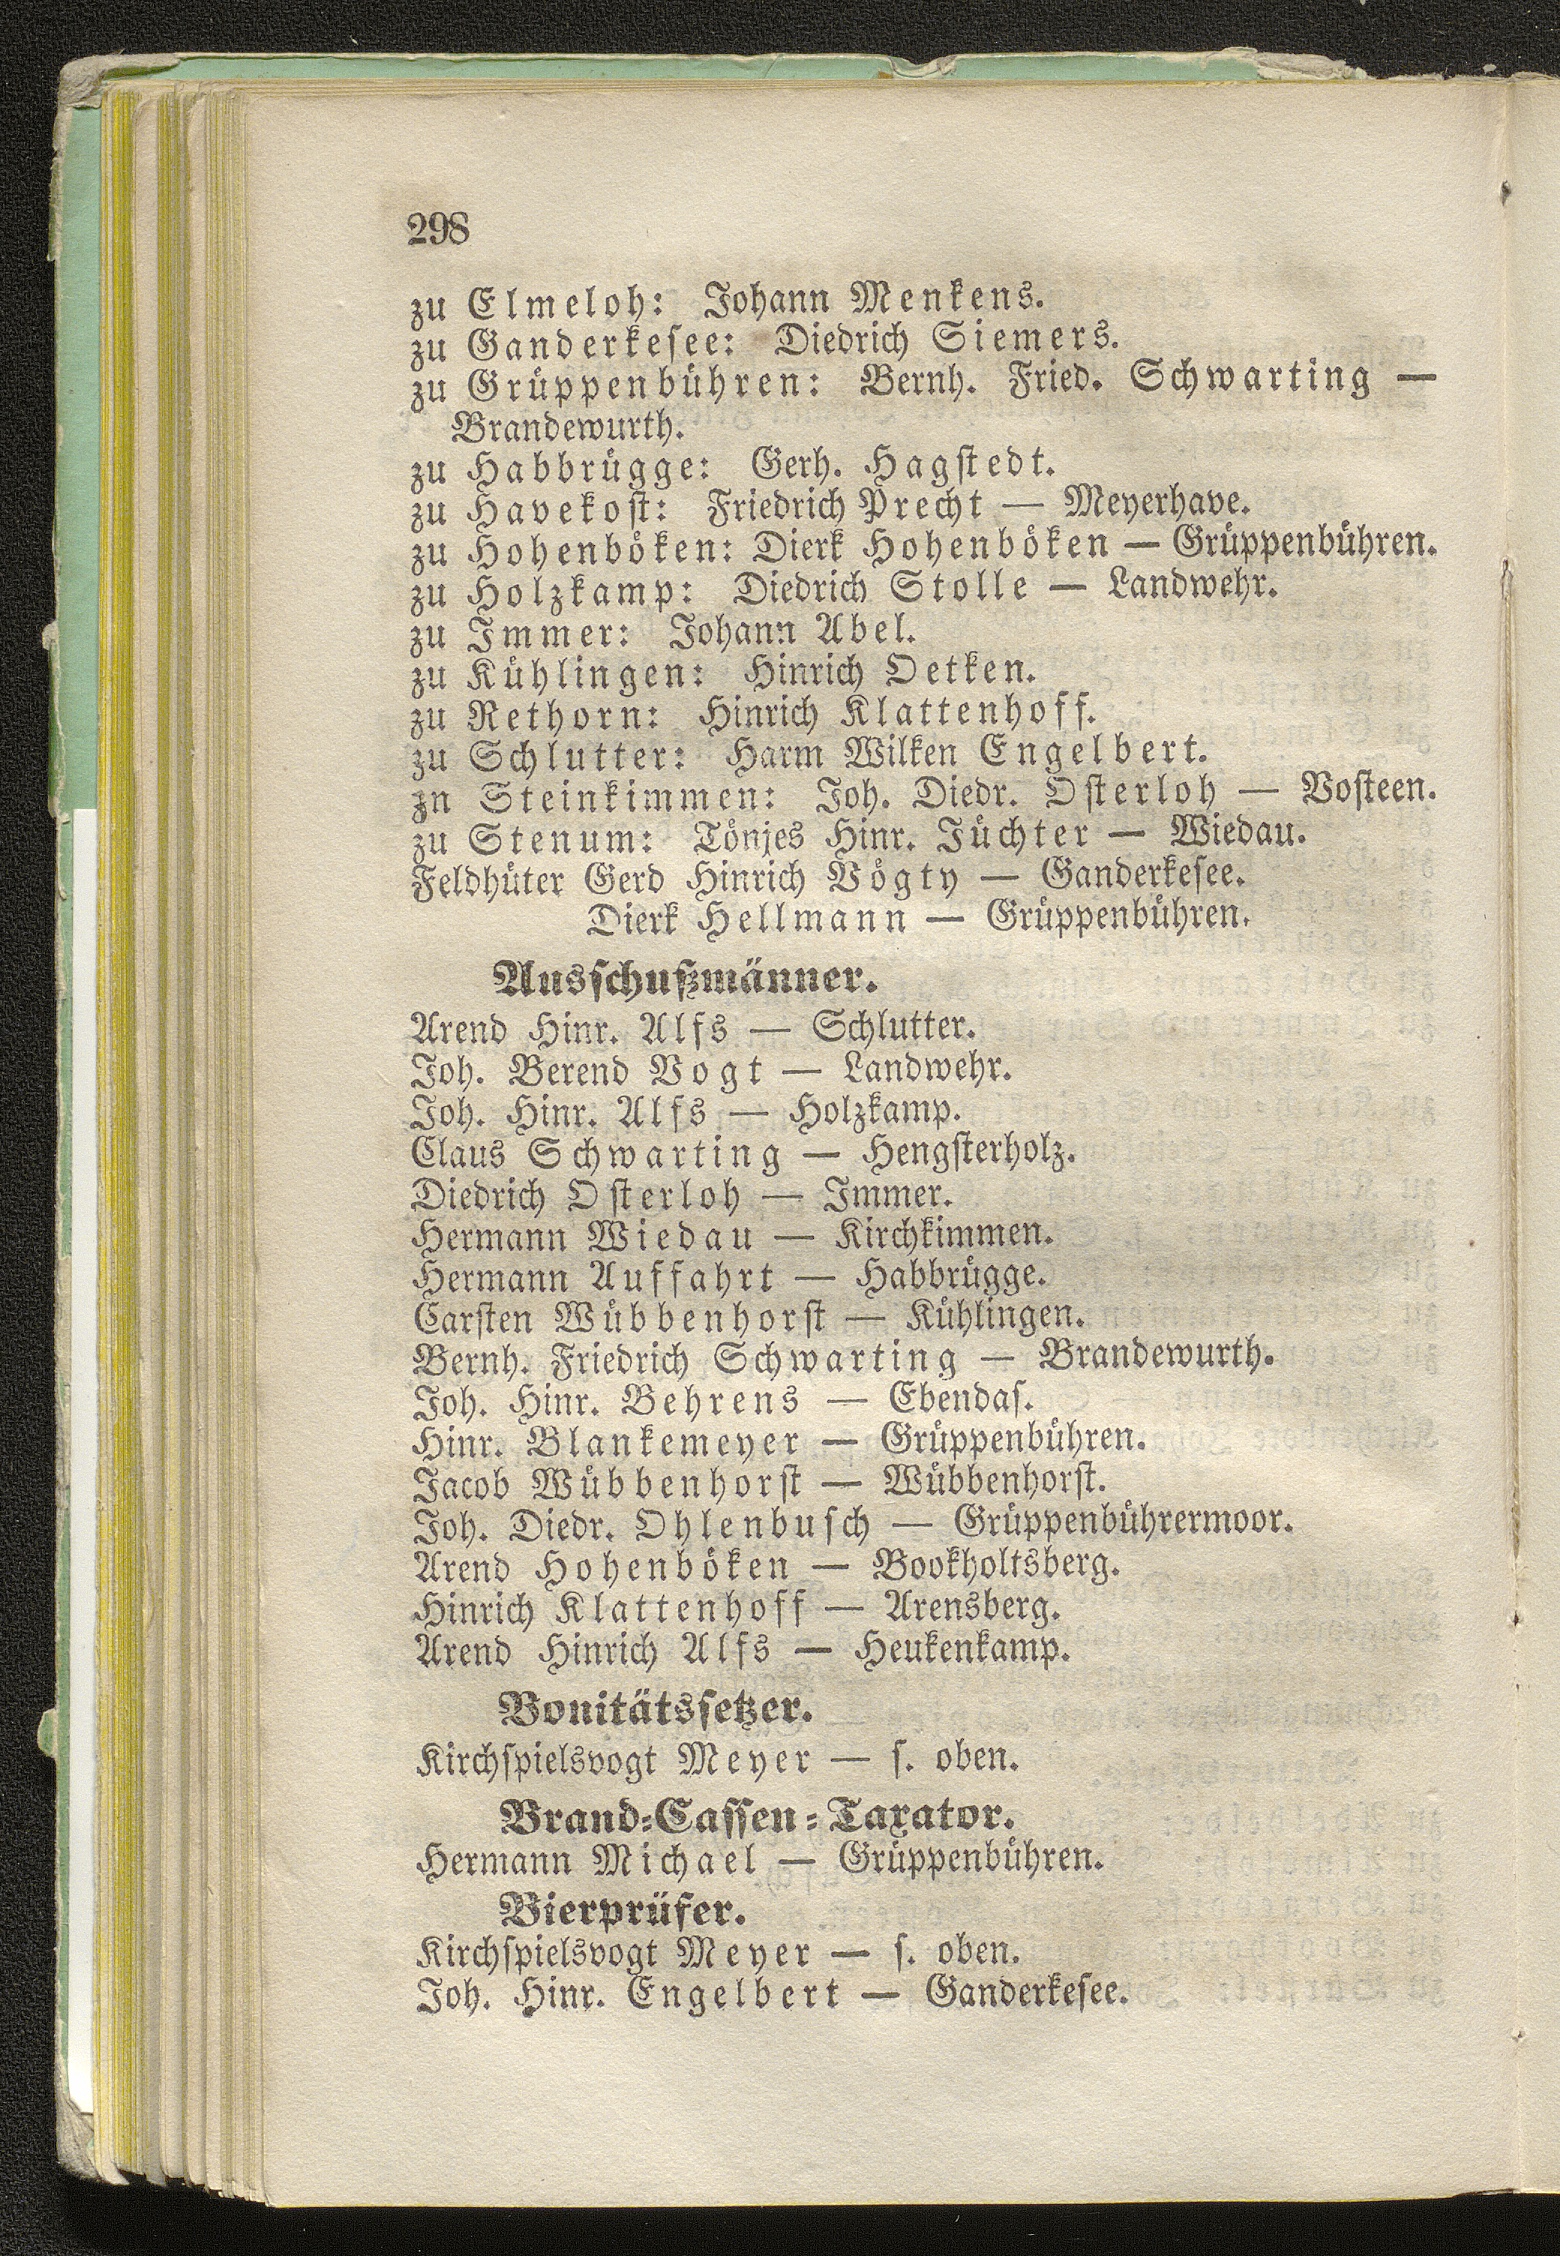 298
zu Elmeloh: Johann Menkens.
zu Ganderkesee: Diedrich Siemers.
zu Grüppenbühren: Bernh. Fried. Schwarting —
Brandewurth.
zu Habbrügge: Gerh. Hagstedt.
zu Havekost: Friedrich Precht — Meyerhave.
zu Hohenböken: Dierk Hohenböken — Grüppenbühren.
zu Holzkamp: Diedrich Stolle — Landwehr.
zu Immer: Johann Abel.
zu Kühlingen: Hinrich Oetken.
zu Rethorn: Hinrich Klattenhoff.
zu Schlutter: Harm Wilken Engelbert.
zn Steinkimmen: Joh. Diedr. Osterloh — Vosteen.
zu Stenum: Tönjes Hinr. Jüchter — Wiedau.
Feldhüter Gerd Hinrich Vögty — Ganderkesee.
Dierk Hellmann — Grüppenbühren.
Ausschußmänner.
Arend Hinr. Alfs — Schlutter.
Joh. Berend Vogt — Landwehr.
Joh. Hinr. Alfs — Holzkamp.
Claus Schwarting — Hengsterholz.
Diedrich Osterloh — Immer.
Hermann Wiedau — Kirchkimmen.
Hermann Auffahrt — Habbrügge.
Carsten Wübbenhorst — Kühlingen.
Bernh. Friedrich Schwarting — Brandewurth.
Joh. Hinr. Behrens — Ebendas.
Hinr. Blankemeyer — Grüppenbühren.
Jacob Wübbenhorst — Wübbenhorst.
Joh. Diedr. Ohlenbusch — Grüppenbührermoor.
Arend Hohenböken — Bookholtsberg.
Hinrich Klattenhoff — Arensberg.
Arend Hinrich Alfs — Heukenkamp.
Bonitätssetzer.
Kirchspielsvogt Meyer — s. oben.
Brand-Cassen-Taxator.
Hermann Michael — Grüppenbühren.
Bierprüfer.
Kirchspielsvogt Meyer — s. oben.
Joh. Hinr. Engelbert — Ganderkesee.